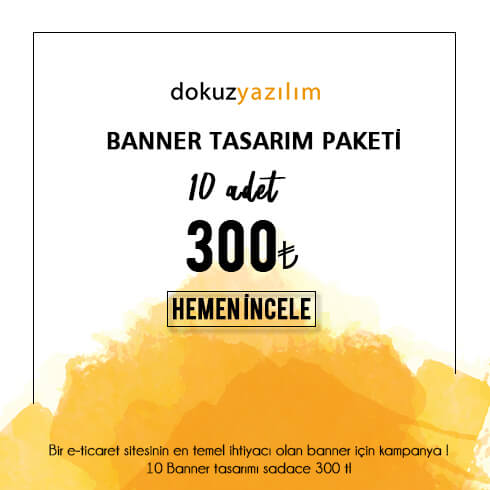 dokuzyazılım
BANNER TASARIM PAKETİ
10 adet
300₺
HEMEN İNCELE
Bir e-ticaret sitesinin en temel ihtiyacı olan banner için kampanya !
10 Banner tasarımı sadace 300 tl